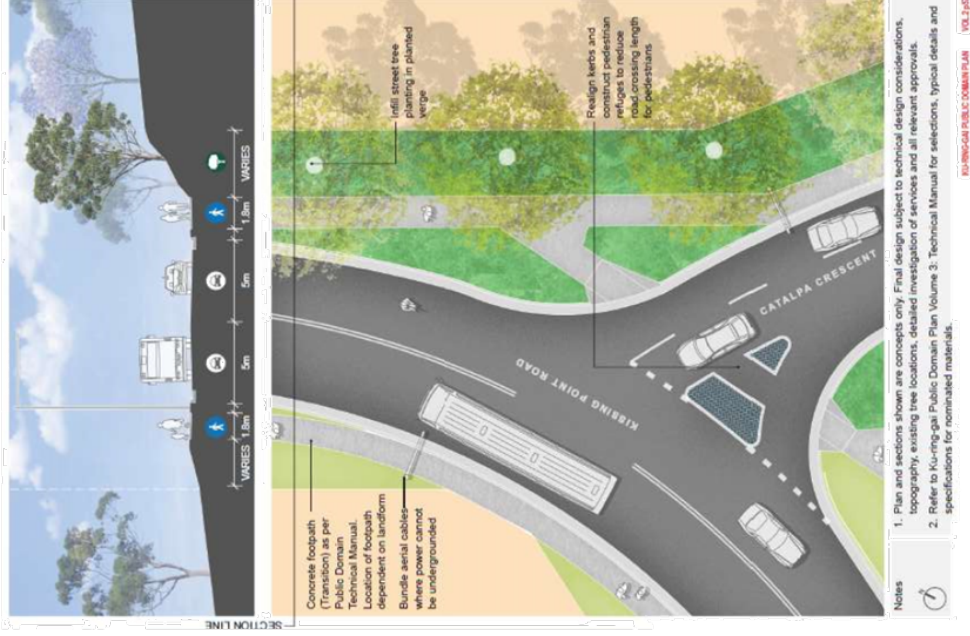 VARIES
1.8m
5m
5m
1.8m
VARIES
SECTION LINE
Concrete footpath
(Transition) as per
Public Domain
Technical Manual.
Location of footpath
dependent on landform
Bundle aerial cables
where power cannot
be undergrounded
Infill street tree
planting in planted
verge
Realign kerbs and
construct pedestrian
refuges to reduce
road crossing length
for pedestrians
KISSING POINT ROAD
CATALPA CRESCENT
Notes
1. Plan and sections shown are concepts only. Final design subject to technical design considerations,
topography, existing tree locations, detailed investigation of services and all relevant approvals.
2. Refer to Ku-ring-gai Public Domain Plan Volume 3: Technical Manual for selections, typical details and
specifications for nominated materials.
KU-RING-GAI PUBLIC DOMAIN PLAN
VOL.2